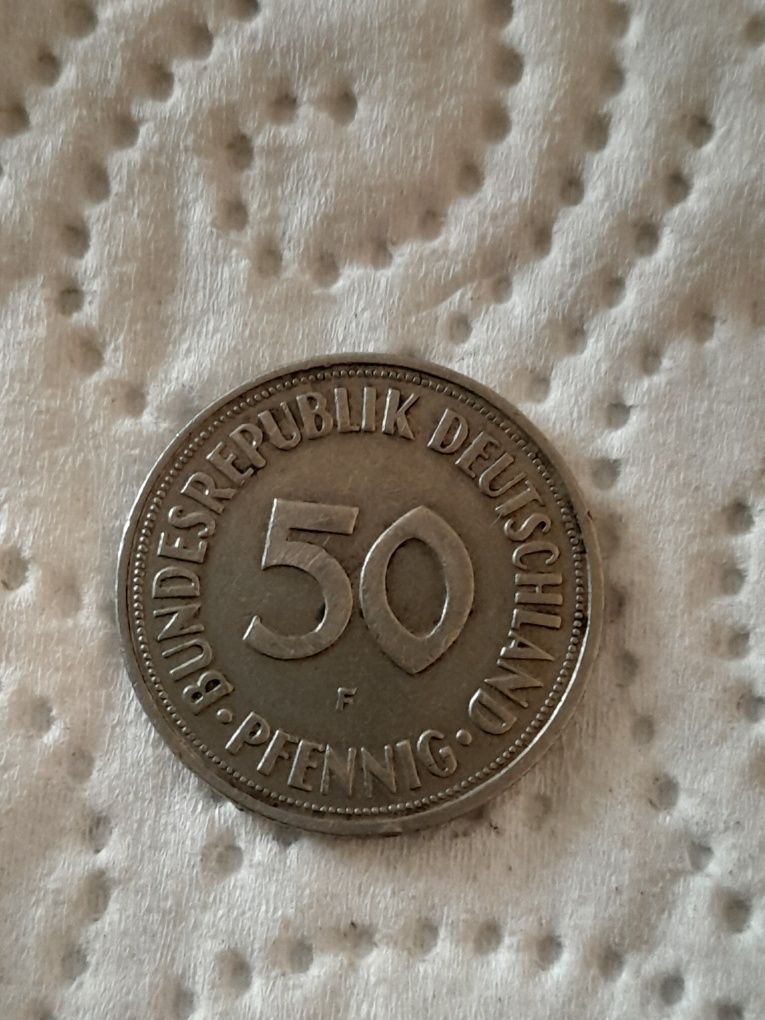 BUNDESREPUBLIK DEUTSCHLAND
50
F
· PFENNIG ·